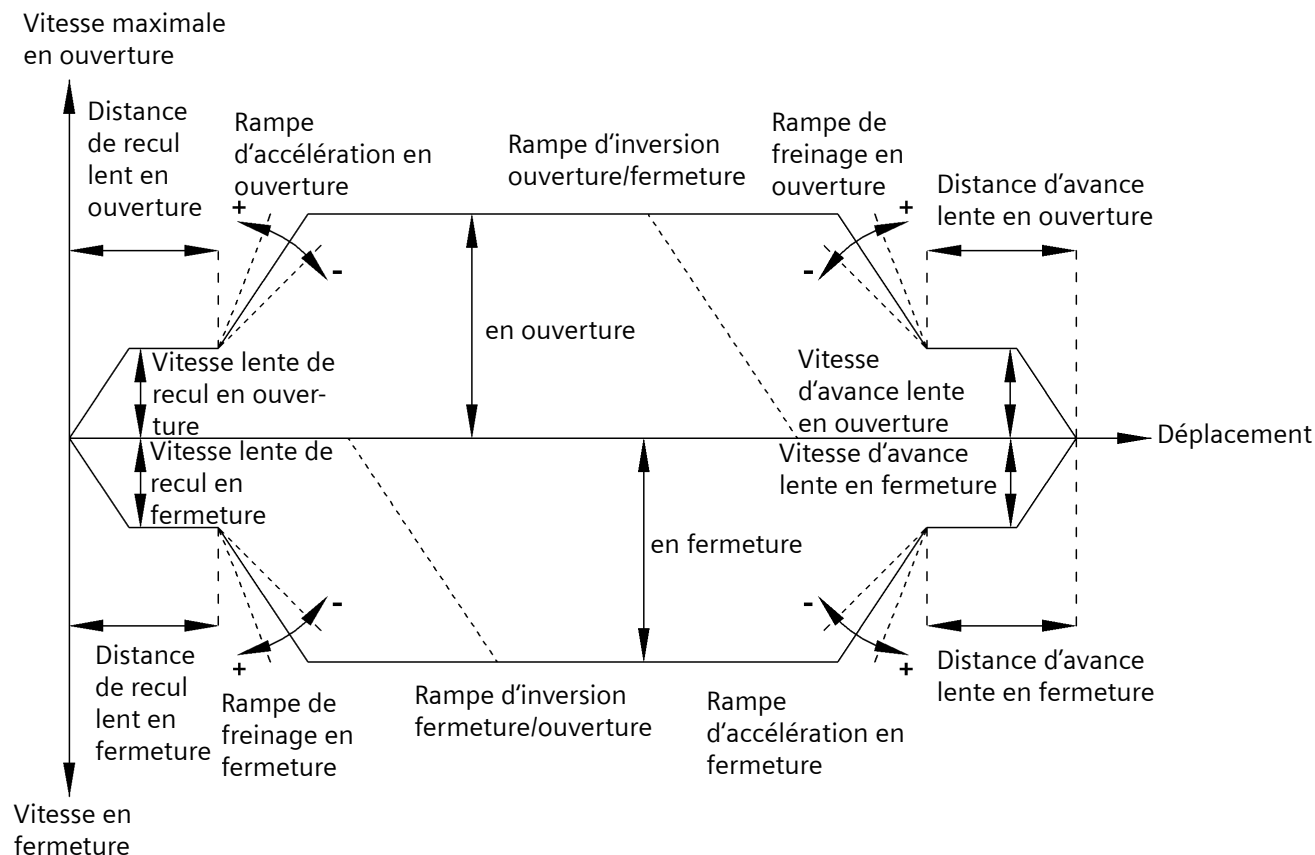 Vitesse maximale
en ouverture
Distance
de recul
lent en
ouverture
Rampe
d‘accélération en
ouverture
Rampe d‘inversion
ouverture/fermeture
Rampe de
freinage en
ouverture
Distance d‘avance
lente en ouverture
+
-
+
-
en ouverture
Vitesse lente de
recul en ouver-
ture
Vitesse
d‘avance lente
en ouverture
Déplacement
Vitesse lente de
recul en
fermeture
Vitesse d‘avance
lente en fermeture
en fermeture
-
+
-
+
Distance
de recul
lent en
fermeture
Rampe de
freinage en
fermeture
Rampe d‘inversion
fermeture/ouverture
Rampe
d‘accélération en
fermeture
Distance d‘avance
lente en fermeture
Vitesse en
fermeture